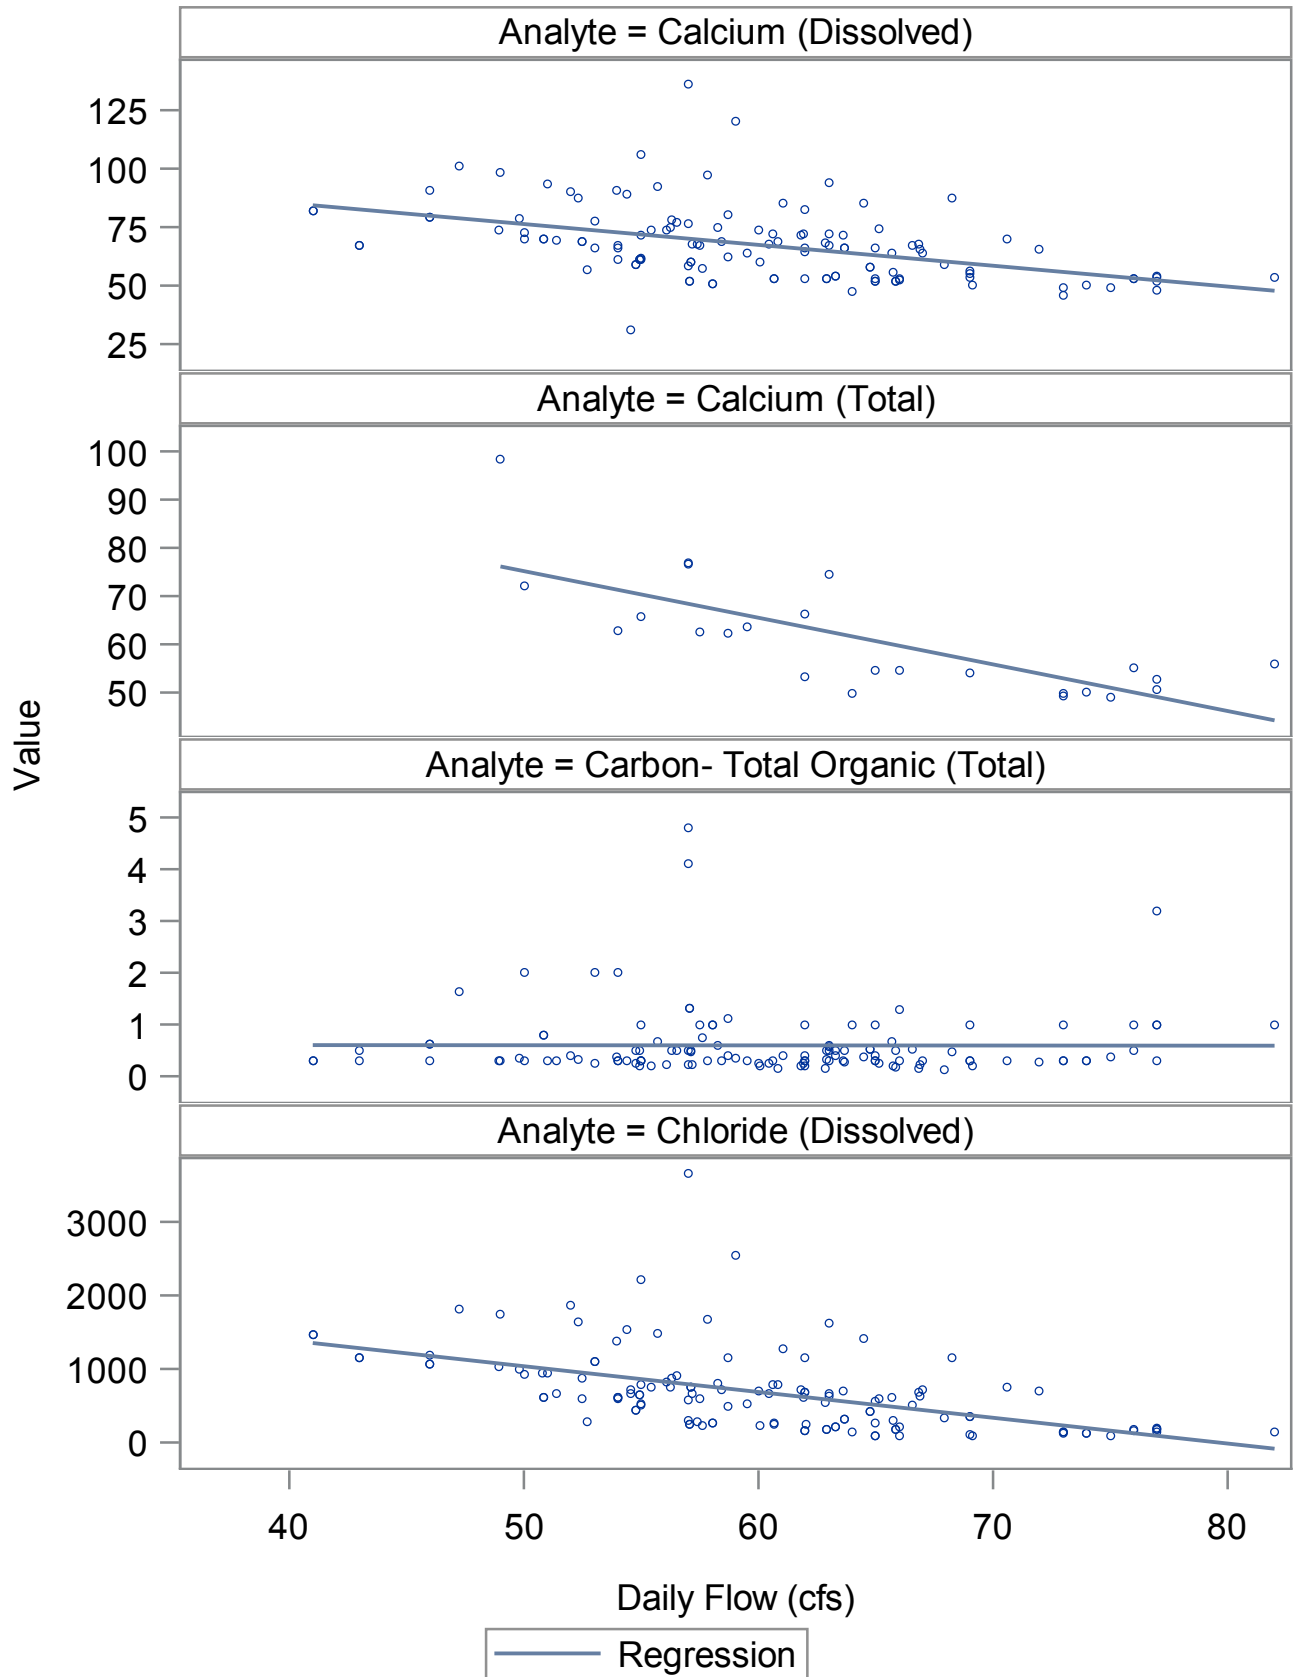 Analyte = Calcium (Dissolved)
125
100
75
50
25
Analyte = Calcium (Total)
100
90
80
70
60
50
Value
Analyte = Carbon- Total Organic (Total)
5
4
3
2
1
0
Analyte = Chloride (Dissolved)
3000
2000
1000
0
40 50 60 70 80
Daily Flow (cfs)
Regression